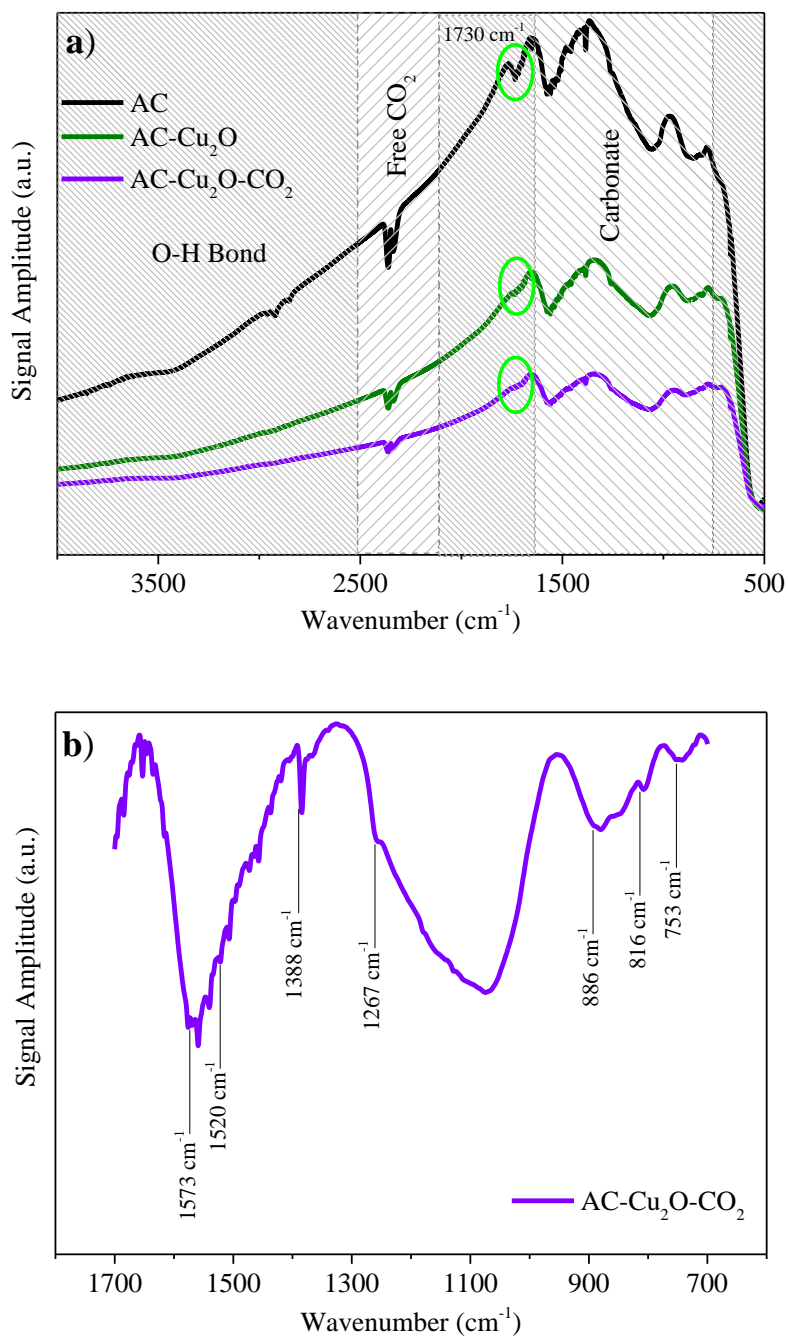 a)
1730 cm⁻¹
AC
AC-Cu₂O
AC-Cu₂O-CO₂
O-H Bond
Free CO₂
Carbonate
Signal Amplitude (a.u.)
3500 2500 1500 500
Wavenumber (cm⁻¹)
b)
Signal Amplitude (a.u.)
1573 cm⁻¹
1520 cm⁻¹
1388 cm⁻¹
1267 cm⁻¹
886 cm⁻¹
816 cm⁻¹
753 cm⁻¹
AC-Cu₂O-CO₂
1700 1500 1300 1100 900 700
Wavenumber (cm⁻¹)